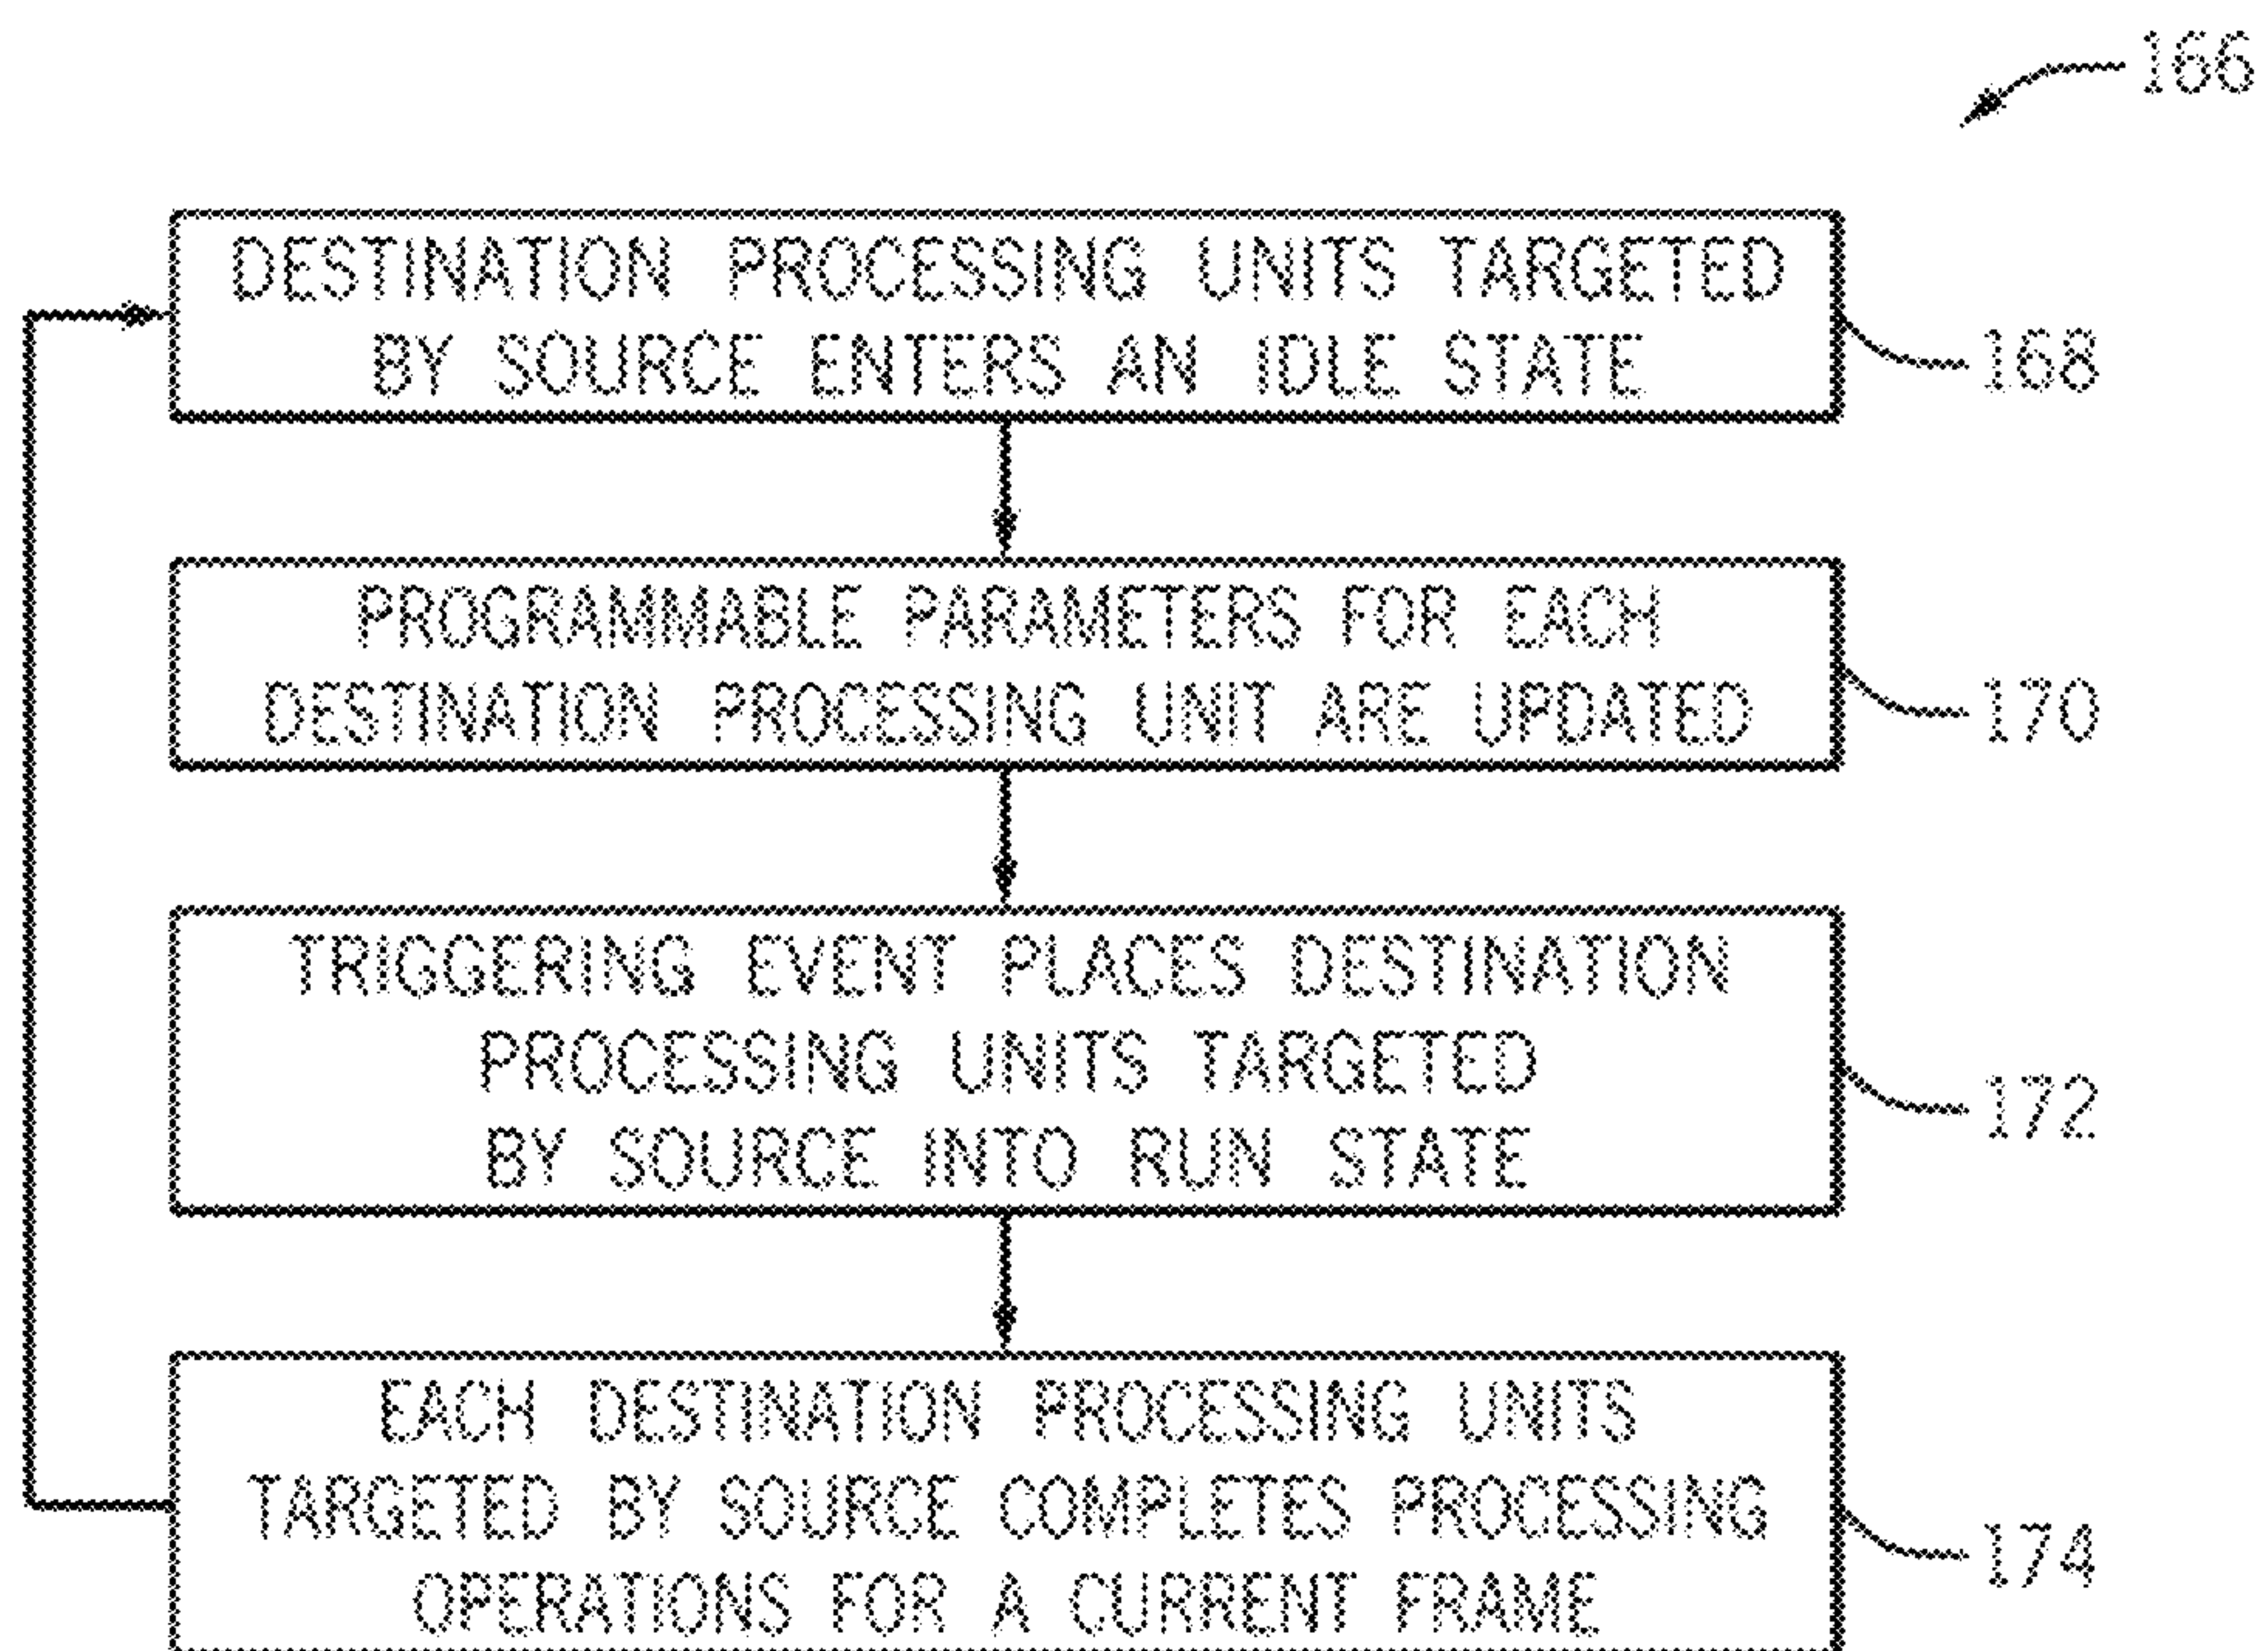 166
DESTINATION PROCESSING UNITS TARGETED
BY SOURCE ENTERS AN IDLE STATE
168
PROGRAMMABLE PARAMETERS FOR EACH
DESTINATION PROCESSING UNIT ARE UPDATED
170
TRIGGERING EVENT PLACES DESTINATION
PROCESSING UNITS TARGETED
BY SOURCE INTO RUN STATE
172
EACH DESTINATION PROCESSING UNITS
TARGETED BY SOURCE COMPLETES PROCESSING
OPERATIONS FOR A CURRENT FRAME
174